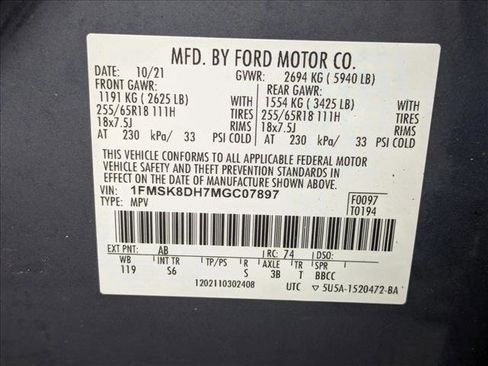 MFD. BY FORD MOTOR CO.
DATE: 10/21 GVWR: 2694 KG ( 5940 LB)
FRONT GAWR: REAR GAWR:
1191 KG ( 2625 LB) WITH 1554 KG ( 3425 LB) WITH
255/65R18 111H TIRES 255/65R18 111H TIRES
18x7.5J RIMS 18x7.5J RIMS
AT 230 kPa/ 33 PSI COLD AT 230 kPa/ 33 PSI COLD
THIS VEHICLE CONFORMS TO ALL APPLICABLE FEDERAL MOTOR
VEHICLE SAFETY AND THEFT PREVENTION STANDARDS IN
EFFECT ON THE DATE OF MANUFACTURE SHOWN ABOVE.
VIN: 1FMSK8DH7MGC07897 F0097
TYPE: MPV T0194
EXT PNT: AB RC: 74 DSO:
WB INT TR TP/PS R AXLE TR SPR
119 S6 S 3B T BBCC
1202110302408 UTC ▽ 5U5A-1520472-BA